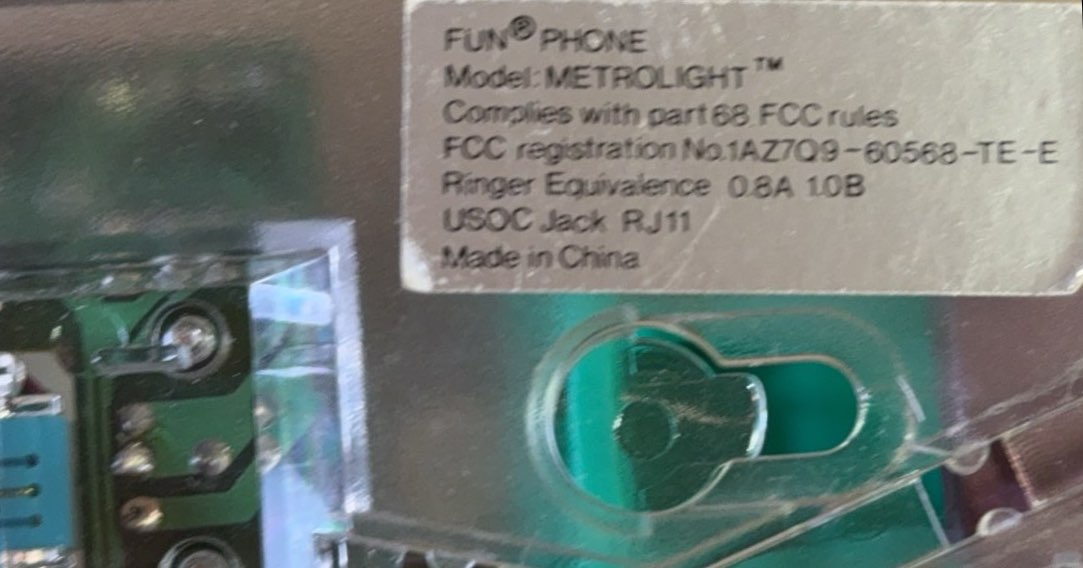 FUN® PHONE
Model: METROLIGHT™
Complies with part 68 FCC rules
FCC registration No.1AZ7Q9-60568-TE-E
Ringer Equivalence 0.8A 1.0B
USOC Jack RJ11
Made in China